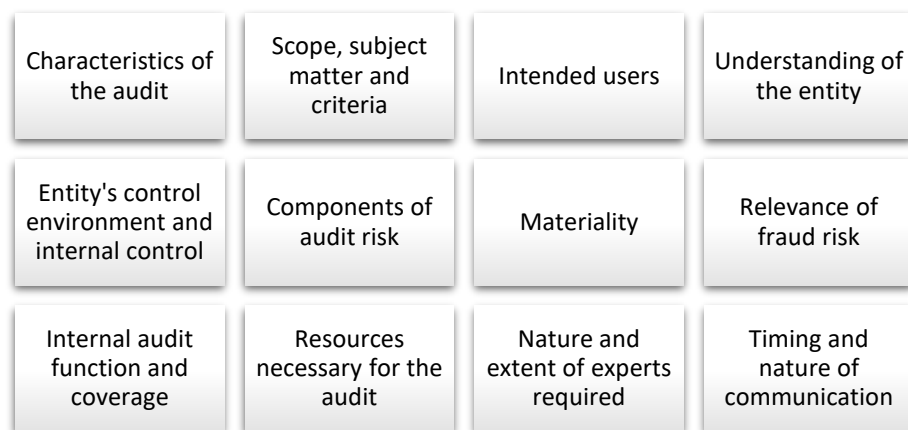 Characteristics of
the audit
Scope, subject
matter and
criteria
Intended users
Understanding of
the entity
Entity's control
environment and
internal control
Components of
audit risk
Materiality
Relevance of
fraud risk
Internal audit
function and
coverage
Resources
necessary for the
audit
Nature and
extent of experts
required
Timing and
nature of
communication